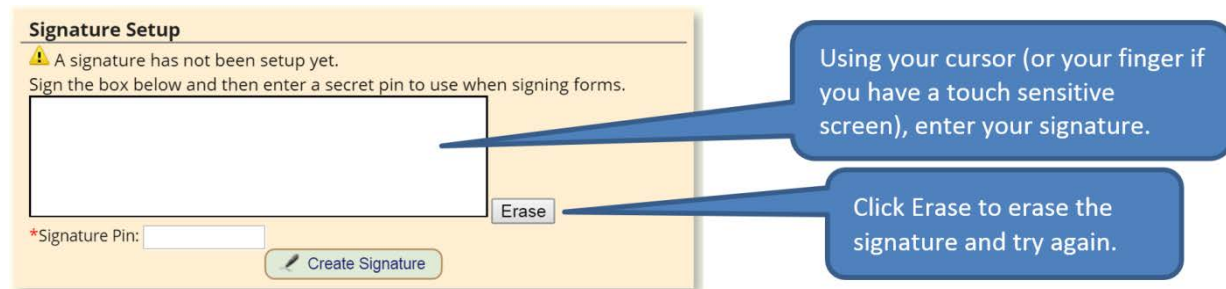 Signature Setup
A signature has not been setup yet.
Sign the box below and then enter a secret pin to use when signing forms.
Erase
*Signature Pin:
Create Signature
Using your cursor (or your finger if
you have a touch sensitive
screen), enter your signature.
Click Erase to erase the
signature and try again.